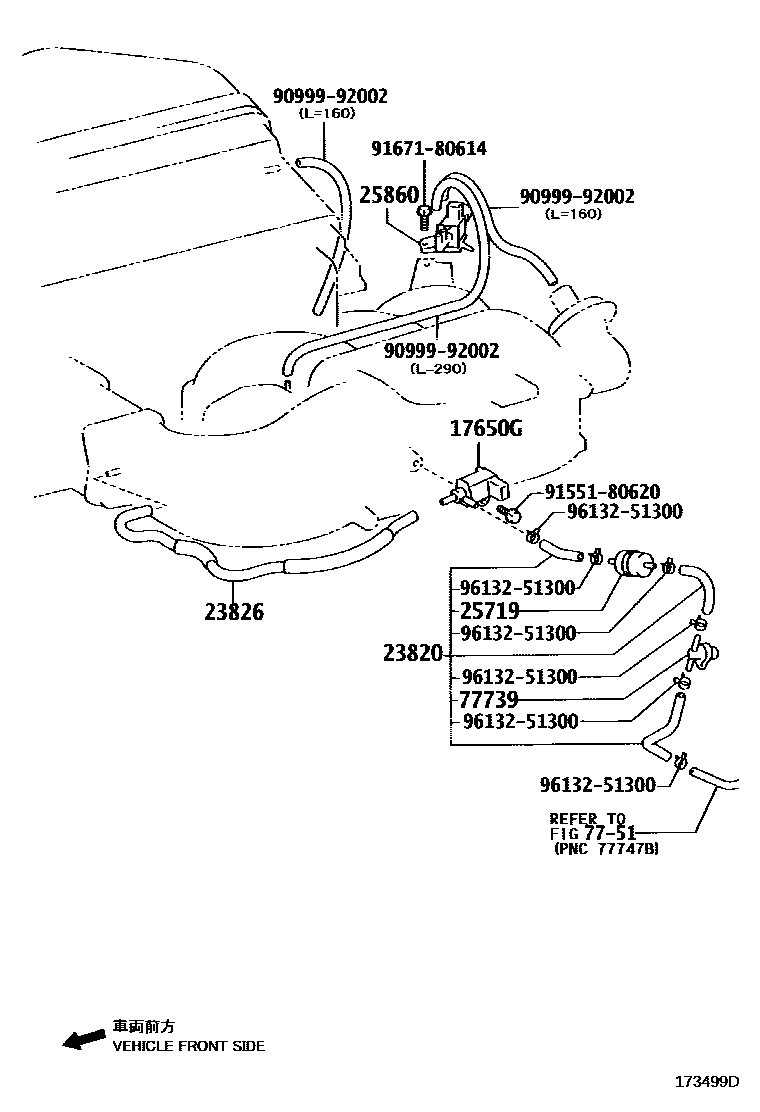 90999-92002
(L=160)
91671-80614
25860
90999-92002
(L=160)
90999-92002
(L-290)
17650G
91551-80620
96132-51300
96132-51300
25719
96132-51300
23826
23820
96132-51300
77739
96132-51300
96132-51300
REFER TO
FIG 77-51
(PNC 77747B)
車両前方
VEHICLE FRONT SIDE
173499D